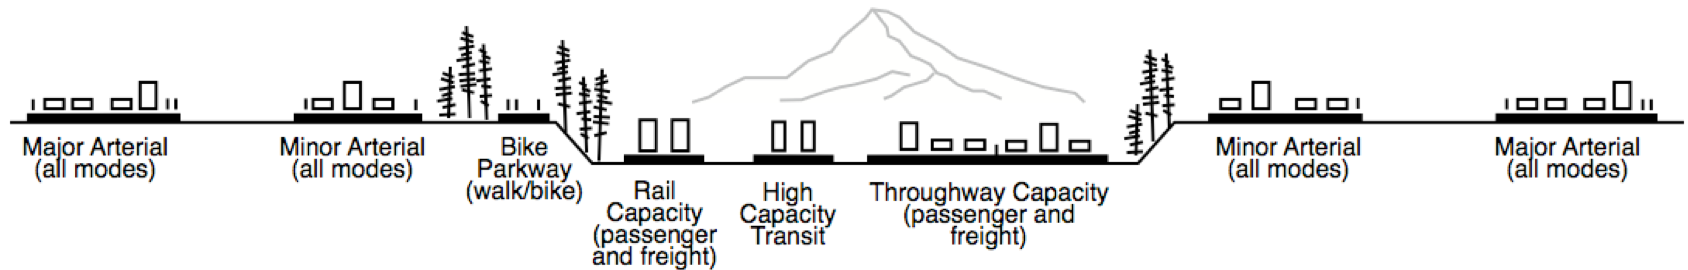 Major Arterial
(all modes)
Minor Arterial
(all modes)
Bike
Parkway
(walk/bike)
Rail
Capacity
(passenger
and freight)
High
Capacity
Transit
Throughway Capacity
(passenger and
freight)
Minor Arterial
(all modes)
Major Arterial
(all modes)